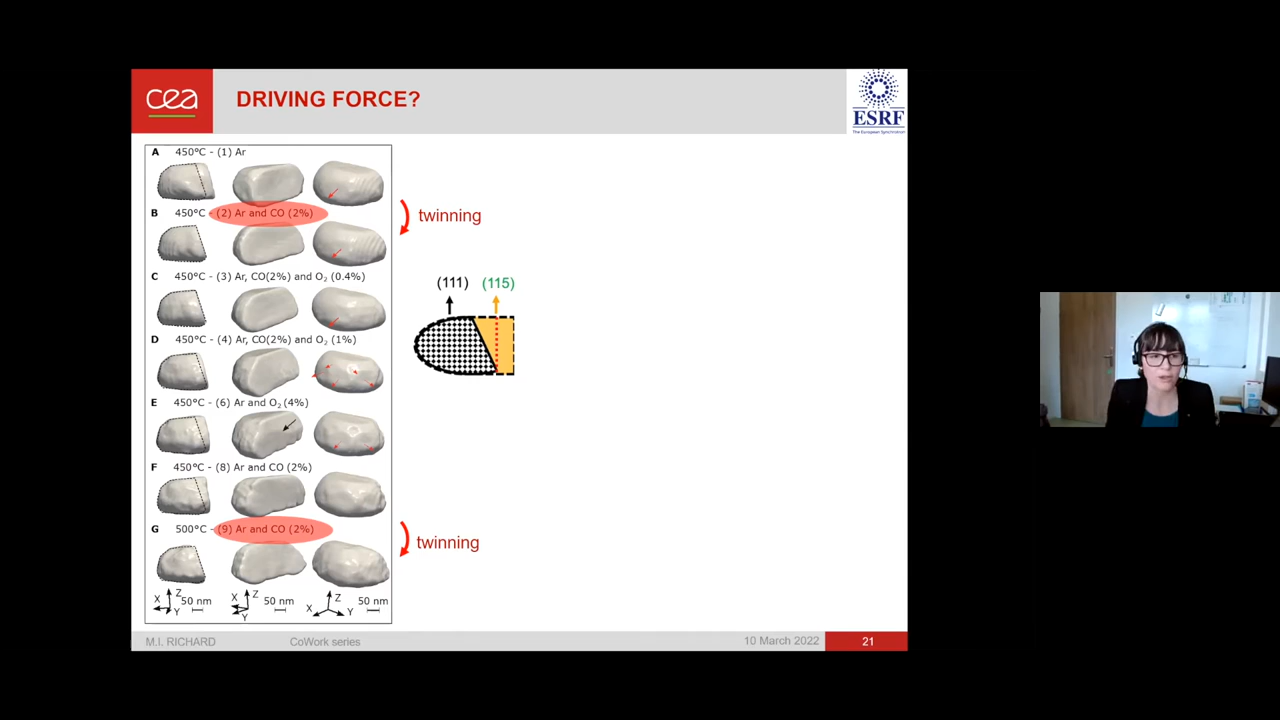 cea
DRIVING FORCE?
ESRF
The European Synchrotron
A 450°C - (1) Ar
B 450°C - (2) Ar and CO (2%)
C 450°C - (3) Ar, CO(2%) and O₂ (0.4%)
D 450°C - (4) Ar, CO(2%) and O₂ (1%)
E 450°C - (6) Ar and O₂ (4%)
F 450°C - (8) Ar and CO (2%)
G 500°C - (9) Ar and CO (2%)
X Z Y 50 nm X Z Y 50 nm X Z Y 50 nm
twinning
(111) (115)
twinning
M.I. RICHARD CoWork series 10 March 2022 21